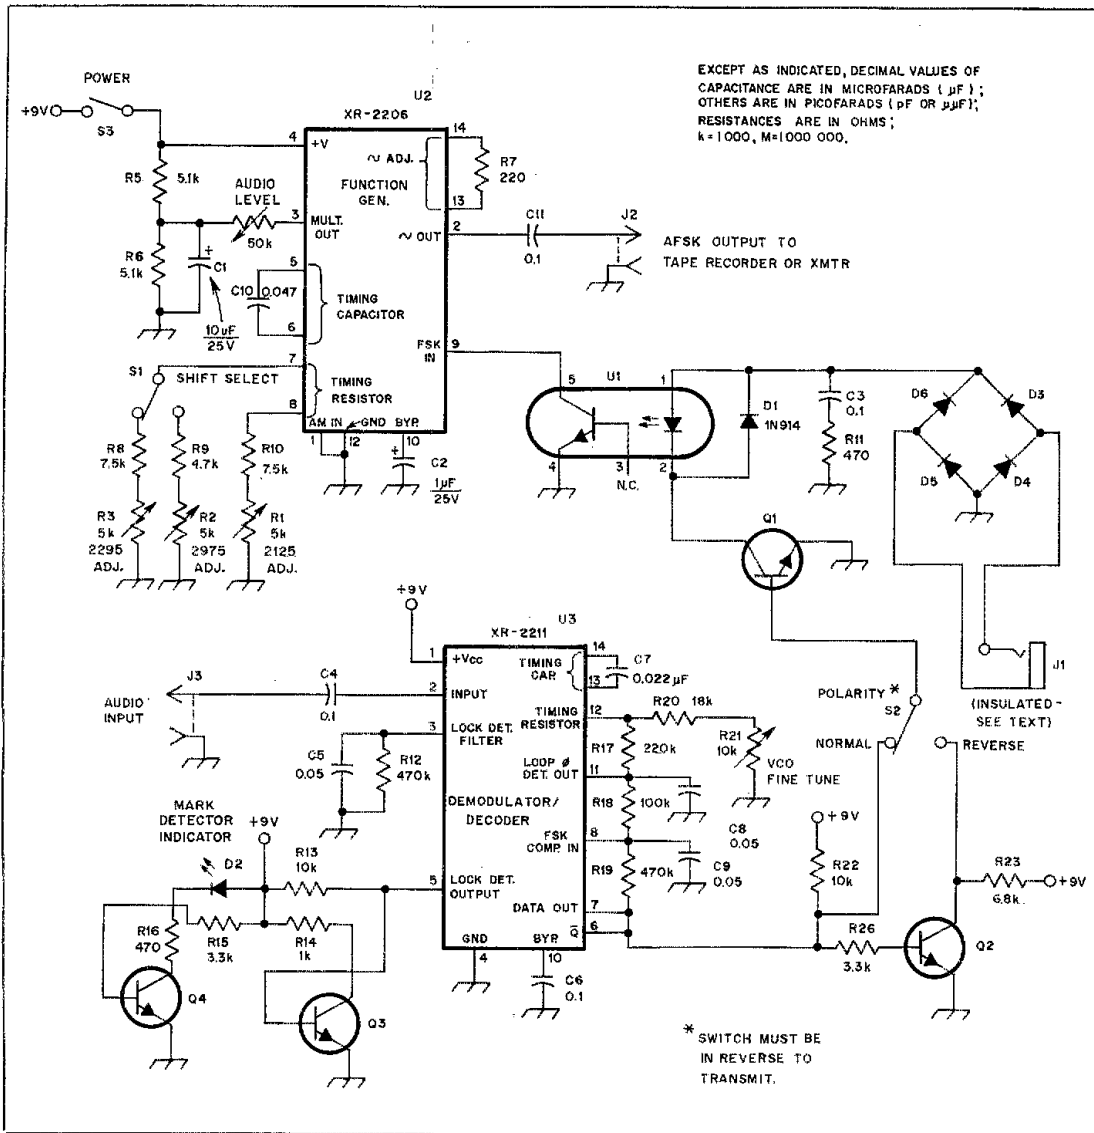 EXCEPT AS INDICATED, DECIMAL VALUES OF
CAPACITANCE ARE IN MICROFARADS (µF);
OTHERS ARE IN PICOFARADS (pF OR µµF);
RESISTANCES ARE IN OHMS;
k=1000, M=1000 000.
POWER
+9V
S3
U2
XR-2206
4
+V
14
∿ ADJ.
R7
220
FUNCTION
GEN.
13
R5
5.1k
AUDIO
LEVEL
50k
3
MULT.
OUT
2
∿ OUT
C11
0.1
J2
AFSK OUTPUT TO
TAPE RECORDER OR XMTR
R6
5.1k
+
C1
10uF
25V
5
C10
0.047
6
TIMING
CAPACITOR
FSK
IN
9
S1
SHIFT SELECT
7
TIMING
RESISTOR
8
AM IN
GND
BYP.
1
12
10
+
C2
1µF
25V
R8
7.5k
R9
4.7k
R10
7.5k
R3
5k
2295
ADJ.
R2
5k
2975
ADJ.
R1
5k
2125
ADJ.
5
U1
1
4
3
N.C.
2
D1
1N914
C3
0.1
R11
470
D6
D3
D5
D4
Q1
J1
(INSULATED-
SEE TEXT)
POLARITY*
S2
NORMAL
REVERSE
+9V
U3
XR-2211
1
+Vcc
14
TIMING
CAP.
13
C7
0.022µF
J3
AUDIO
INPUT
C4
0.1
2
INPUT
12
TIMING
RESISTOR
R20 18k
R21
10k
VCO
FINE TUNE
3
LOCK DET.
FILTER
C5
0.05
R12
470k
R17
220k
LOOP Ø
DET. OUT
11
R18
100k
C8
0.05
DEMODULATOR/
DECODER
FSK
COMP. IN
8
R19
470k
C9
0.05
MARK
DETECTOR
INDICATOR
+9V
D2
R13
10k
5
LOCK DET.
OUTPUT
DATA OUT
7
Q̅
6
R16
470
R15
3.3k
R14
1k
GND
4
BYP.
10
C6
0.1
Q4
Q3
+9V
R22
10k
R26
3.3k
R23
6.8k
+9V
Q2
*SWITCH MUST BE
IN REVERSE TO
TRANSMIT.